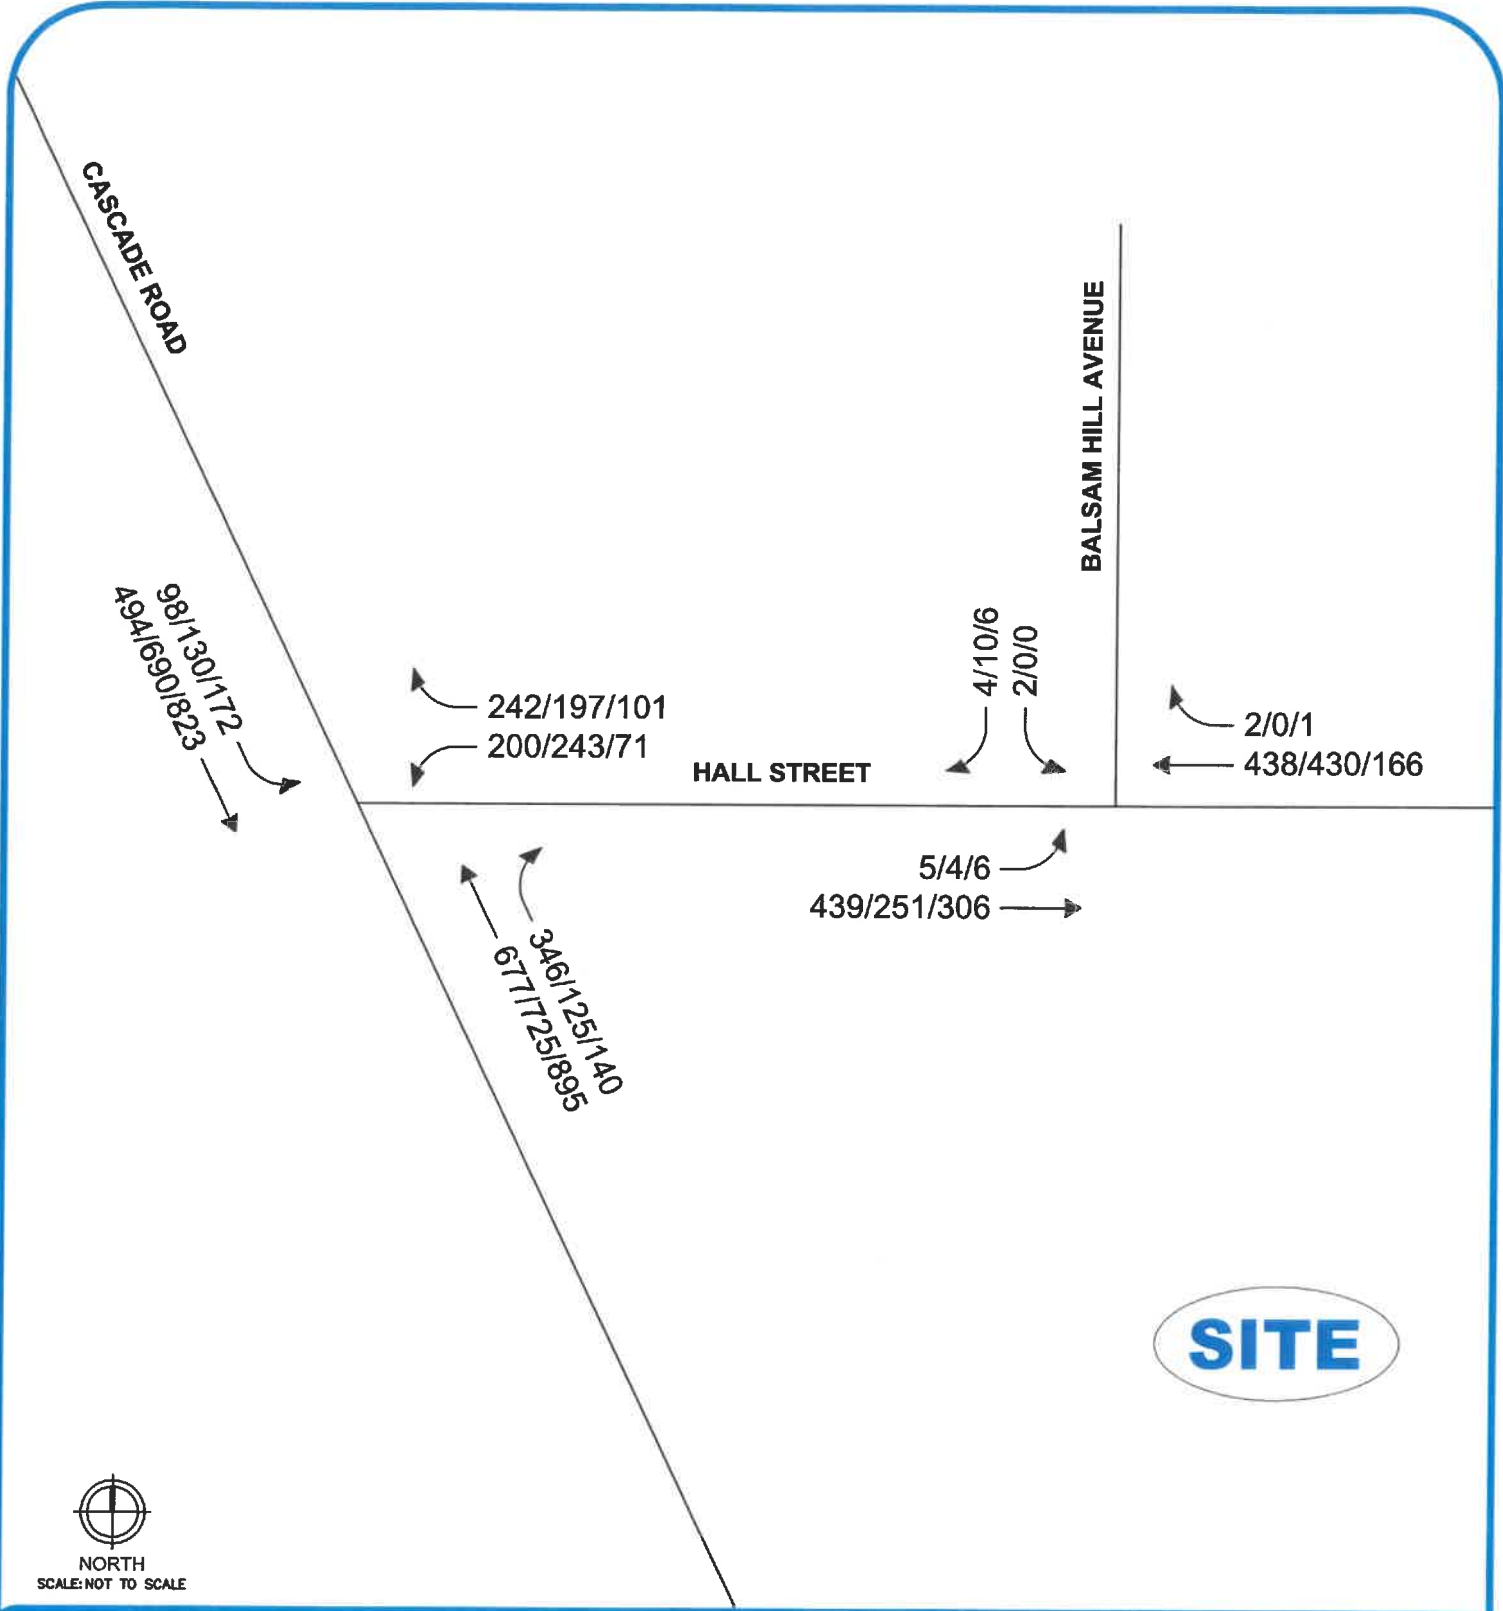 CASCADE ROAD
BALSAM HILL AVENUE
98/130/172
494/690/823
242/197/101
200/243/71
HALL STREET
4/10/6
2/0/0
2/0/1
438/430/166
5/4/6
439/251/306
346/125/140
677/725/895
SITE
NORTH
SCALE: NOT TO SCALE